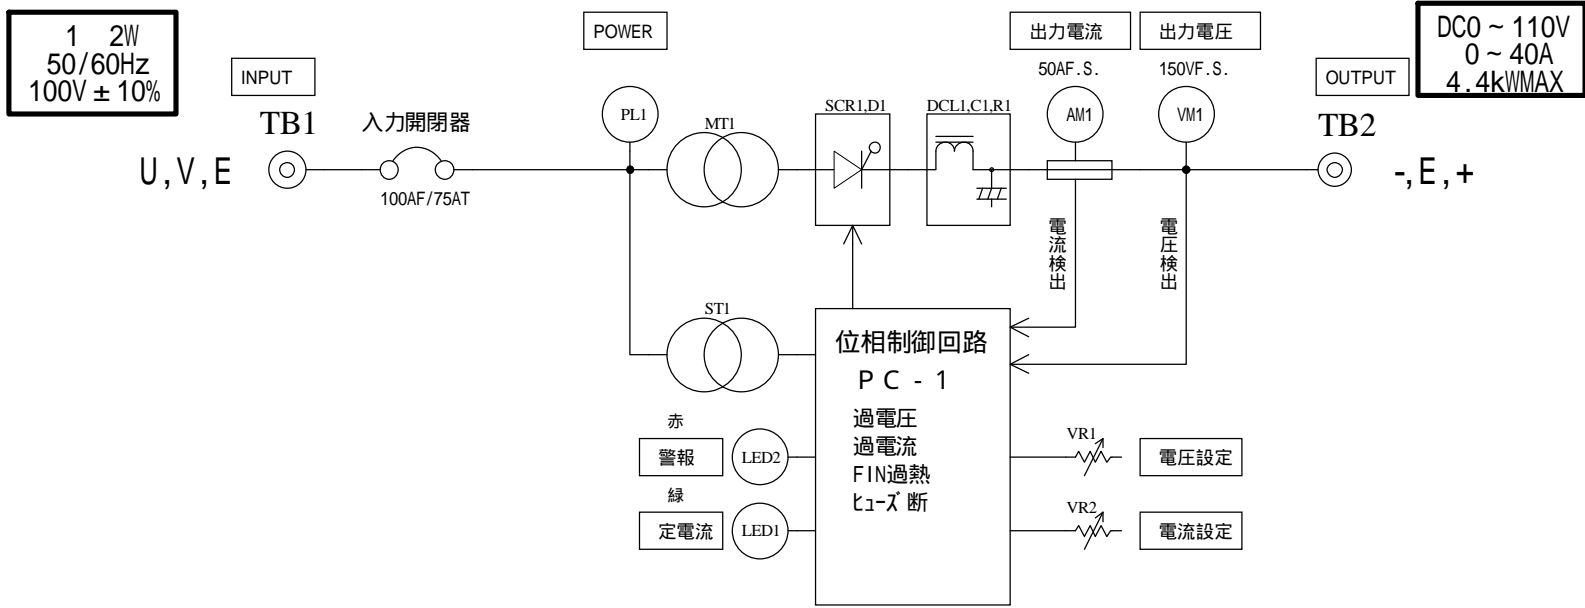 1 2W
50/60Hz
100V±10%
INPUT
TB1
U,V,E
入力開閉器
100AF/75AT
POWER
PL1
MT1
SCR1,D1
DCL1,C1,R1
出力電流
50AF.S.
AM1
出力電圧
150VF.S.
VM1
OUTPUT
TB2
-,E,+
DC0~110V
0~40A
4.4kWMAX
電流検出
電圧検出
ST1
位相制御回路
PC-1
過電圧
過電流
FIN過熱
ヒューズ断
赤
警報
LED2
緑
定電流
LED1
VR1
電圧設定
VR2
電流設定